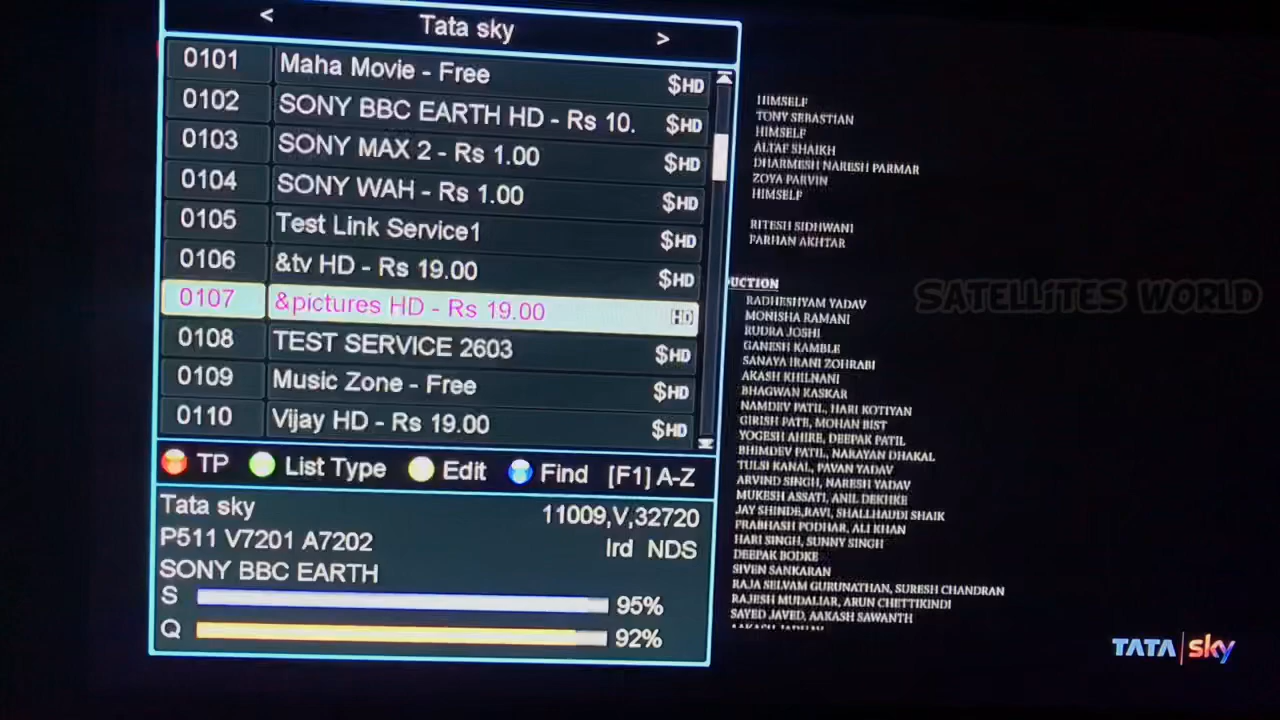 < Tata sky >
0101 Maha Movie - Free $HD
0102 SONY BBC EARTH HD - Rs 10. $HD
0103 SONY MAX 2 - Rs 1.00 $HD
0104 SONY WAH - Rs 1.00 $HD
0105 Test Link Service1 $HD
0106 &tv HD - Rs 19.00 $HD
0107 &pictures HD - Rs 19.00 HD
0108 TEST SERVICE 2603 $HD
0109 Music Zone - Free $HD
0110 Vijay HD - Rs 19.00 $HD
TP List Type Edit Find [F1] A-Z
Tata sky 11009,V,32720
P511 V7201 A7202 Ird NDS
SONY BBC EARTH
S 95%
Q 92%
HIMSELF
TONY SEBASTIAN
HIMSELF
ALTAF SHAIKH
DHARMESH NARESH PARMAR
ZOYA PARVIN
HIMSELF
RITESH SIDHWANI
FARHAN AKHTAR
UCTION
RADHESHYAM YADAV
MONISHA RAMANI
RUDRA JOSHI
GANESH KAMBLE
SANAYA IRANI ZOHRABI
AKASH KHILNANI
BHAGWAN KASKAR
NAMDEV PATIL, HARI KOTIYAN
GIRISH PATE, MOHAN BIST
YOGESH AHIRE, DEEPAK PATIL
BHIMDEV PATIL, NARAYAN DHAKAL
TULSI KANAL, PAVAN YADAV
ARVIND SINGH, NARESH YADAV
MUKESH ASSATI, ANIL DEKHKE
JAY SHINDE,RAVI, SHALLHAUDI SHAIK
PRABHASH PODHAR, ALI KHAN
HARI SINGH, SUNNY SINGH
DEEPAK BODKE
SIVEN SANKARAN
RAJA SELVAM GURUNATHAN, SURESH CHANDRAN
RAJESH MUDALIAR, ARUN CHETTIKINDI
SAYED JAVED, AAKASH SAWANTH
SATELLITES WORLD
TATA sky